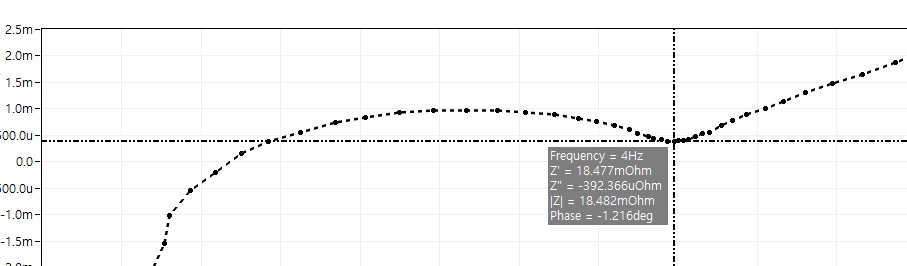 2.5m
2.0m
1.5m
1.0m
500.0u
0.0
500.0u
-1.0m
-1.5m
Frequency = 4Hz
Z' = 18.477mOhm
Z" = -392.366uOhm
|Z| = 18.482mOhm
Phase = -1.216deg